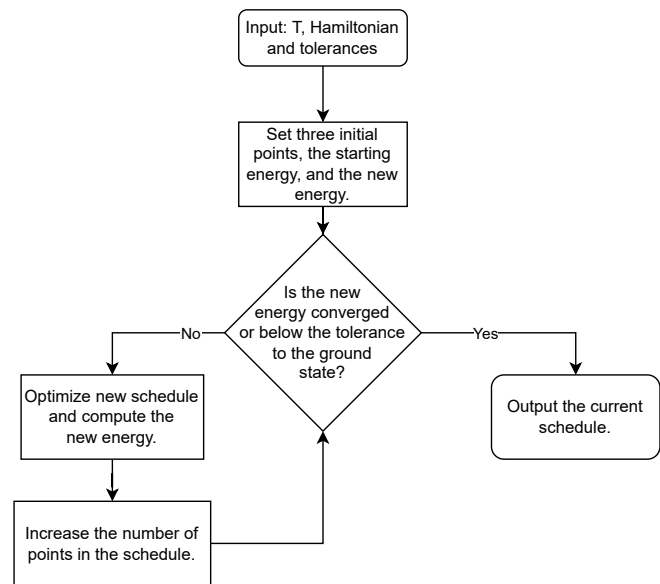 Input: T, Hamiltonian
and tolerances
Set three initial
points, the starting
energy, and the new
energy.
Is the new
energy converged
or below the tolerance
to the ground
state?
No
Yes
Optimize new schedule
and compute the
new energy.
Output the current
schedule.
Increase the number of
points in the schedule.